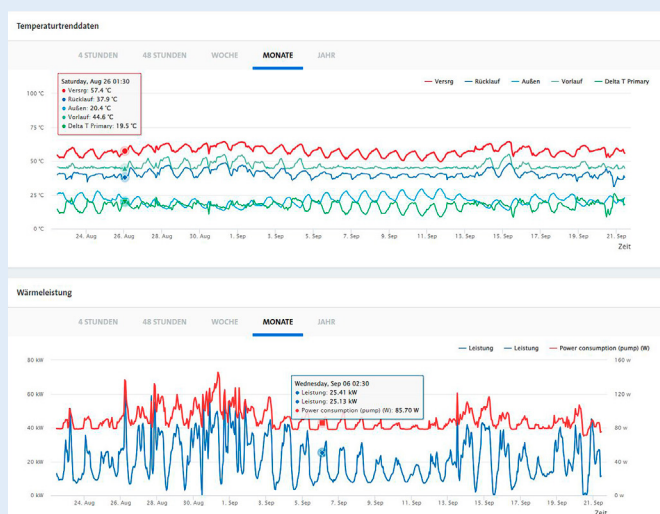 Temperaturtrenddaten
4 STUNDEN 48 STUNDEN WOCHE MONATE JAHR
Versrg Rücklauf Außen Vorlauf Delta T Primary
Saturday, Aug 26 01:30
Versrg: 57.4 °C
Rücklauf: 37.9 °C
Außen: 20.4 °C
Vorlauf: 44.6 °C
Delta T Primary: 19.5 °C
100 °C
75 °C
50 °C
25 °C
0 °C
24. Aug 26. Aug 28. Aug 30. Aug 1. Sep 3. Sep 5. Sep 7. Sep 9. Sep 11. Sep 13. Sep 15. Sep 17. Sep 19. Sep 21. Sep
Zeit
Wärmeleistung
4 STUNDEN 48 STUNDEN WOCHE MONATE JAHR
Leistung Leistung Power consumption (pump) (W)
80 kW 160 w
Wednesday, Sep 06 02:30
Leistung: 25.41 kW
Leistung: 25.13 kW
Power consumption (pump) (W): 85.70 W
60 kW 120 w
40 kW 80 w
20 kW 40 w
0 kW 0 w
24. Aug 26. Aug 28. Aug 30. Aug 1. Sep 3. Sep 5. Sep 7. Sep 9. Sep 11. Sep 13. Sep 15. Sep 17. Sep 19. Sep 21. Sep
Zeit